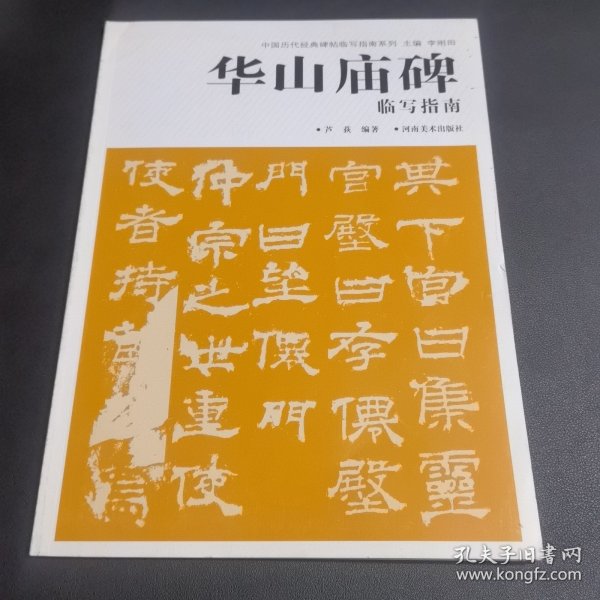 中国历代经典碑帖临写指南系列 主编 李刚田
华山庙碑
临写指南
•芦荻 编著 •河南美术出版社
其下宫曰集靈
宫殿曰存僊殿
門曰望僊門
仲宗之世重使
使者持
焉
孔夫子旧书网
www.kongfz.com